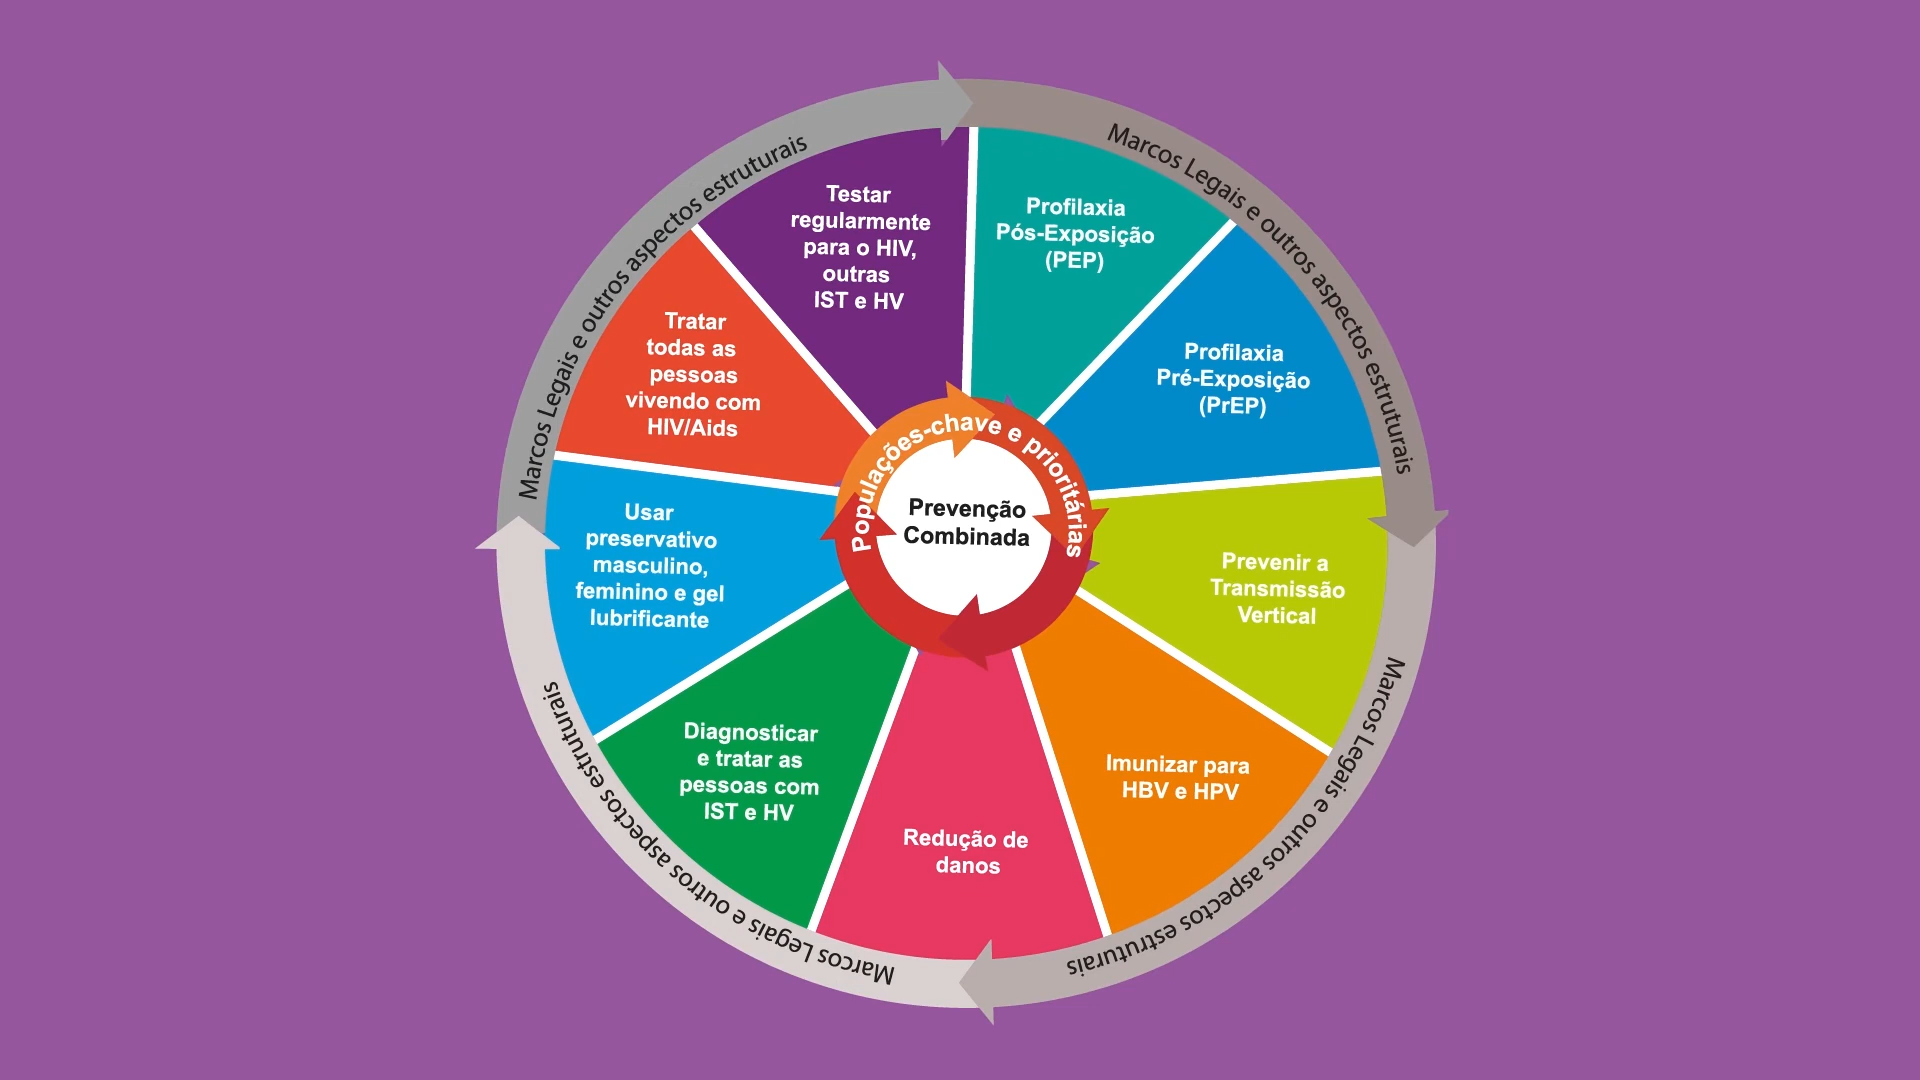 Marcos Legais e outros aspectos estruturais
Marcos Legais e outros aspectos estruturais
Marcos Legais e outros aspectos estruturais
Marcos Legais e outros aspectos estruturais
Testar
regularmente
para o HIV,
outras
IST e HV
Profilaxia
Pós-Exposição
(PEP)
Profilaxia
Pré-Exposição
(PrEP)
Prevenir a
Transmissão
Vertical
Imunizar para
HBV e HPV
Redução de
danos
Diagnosticar
e tratar as
pessoas com
IST e HV
Usar
preservativo
masculino,
feminino e gel
lubrificante
Tratar
todas as
pessoas
vivendo com
HIV/Aids
Populações-chave e prioritárias
Prevenção
Combinada